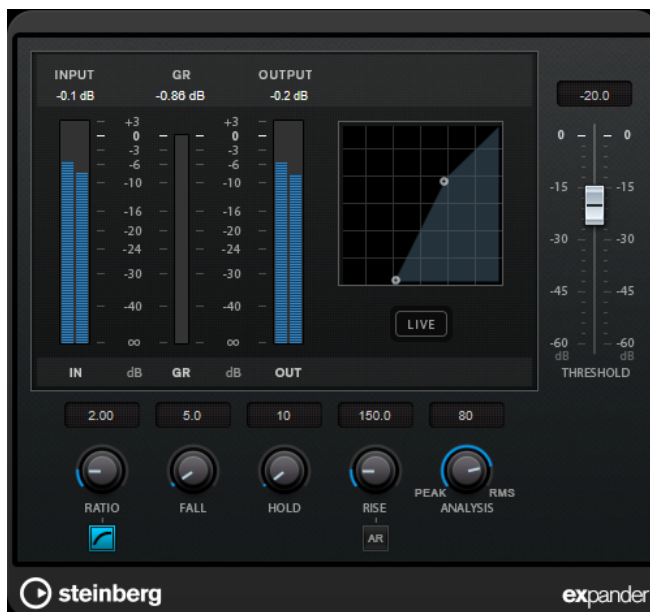 INPUT GR OUTPUT
-0.1 dB -0.86 dB -0.2 dB
-20.0
+3 +3
0 0 0 0
-3 -3
-6 -6
-10 -10
-15 -15
-16 -16
-20 -20
-24 -24
-30 -30
-30 -30
-40 -40
-45 -45
∞ ∞
-60 -60
dB dB
LIVE
IN dB GR dB OUT
THRESHOLD
2.00 5.0 10 150.0 80
PEAK RMS
RATIO FALL HOLD RISE ANALYSIS
AR
steinberg
expander